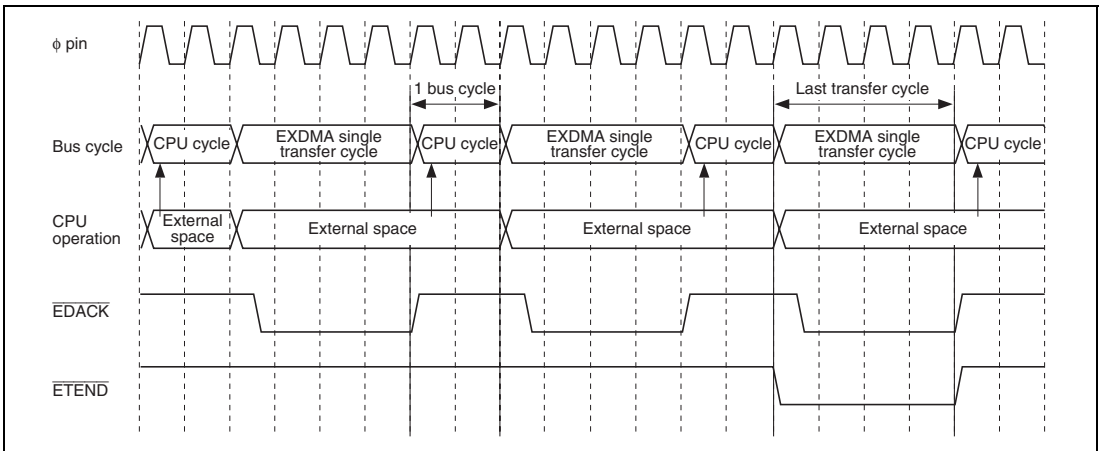 φ pin
1 bus cycle
Last transfer cycle
Bus cycle
CPU cycle
EXDMA single
transfer cycle
CPU cycle
EXDMA single
transfer cycle
CPU cycle
EXDMA single
transfer cycle
CPU cycle
CPU
operation
External
space
External space
External space
External space
EDACK
ETEND